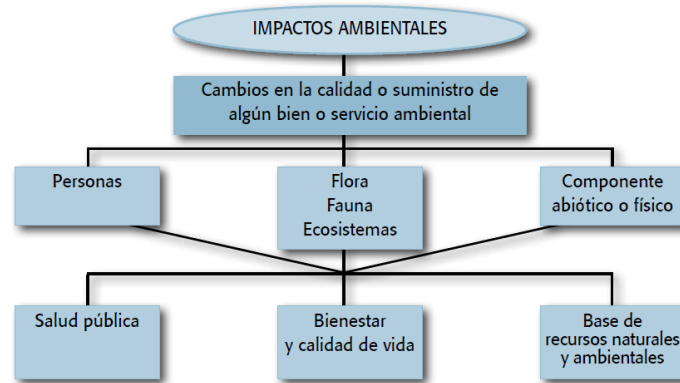 IMPACTOS AMBIENTALES
Cambios en la calidad o suministro de
algún bien o servicio ambiental
Personas
Flora
Fauna
Ecosistemas
Componente
abiótico o físico
Salud pública
Bienestar
y calidad de vida
Base de
recursos naturales
y ambientales